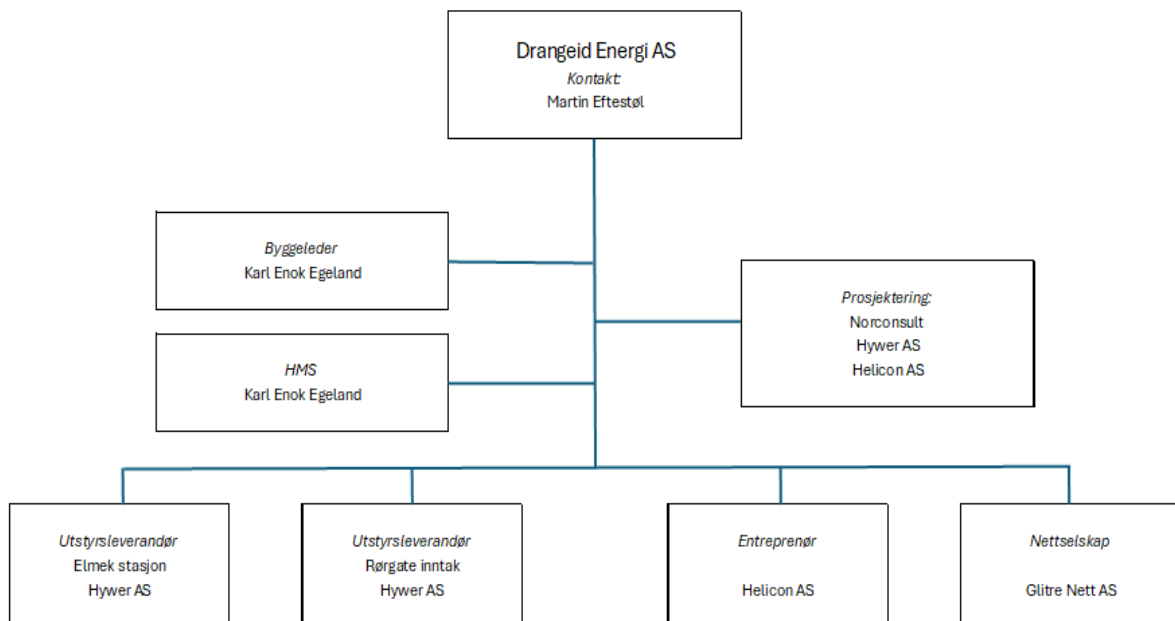 Drangeid Energi AS
Kontakt:
Martin Eftestøl
Byggeleder
Karl Enok Egeland
Prosjektering:
Norconsult
Hywer AS
Helicon AS
HMS
Karl Enok Egeland
Utstyrsleverandør
Elmek stasjon
Hywer AS
Utstyrsleverandør
Rørgate inntak
Hywer AS
Entreprenør
Helicon AS
Nettselskap
Glitre Nett AS